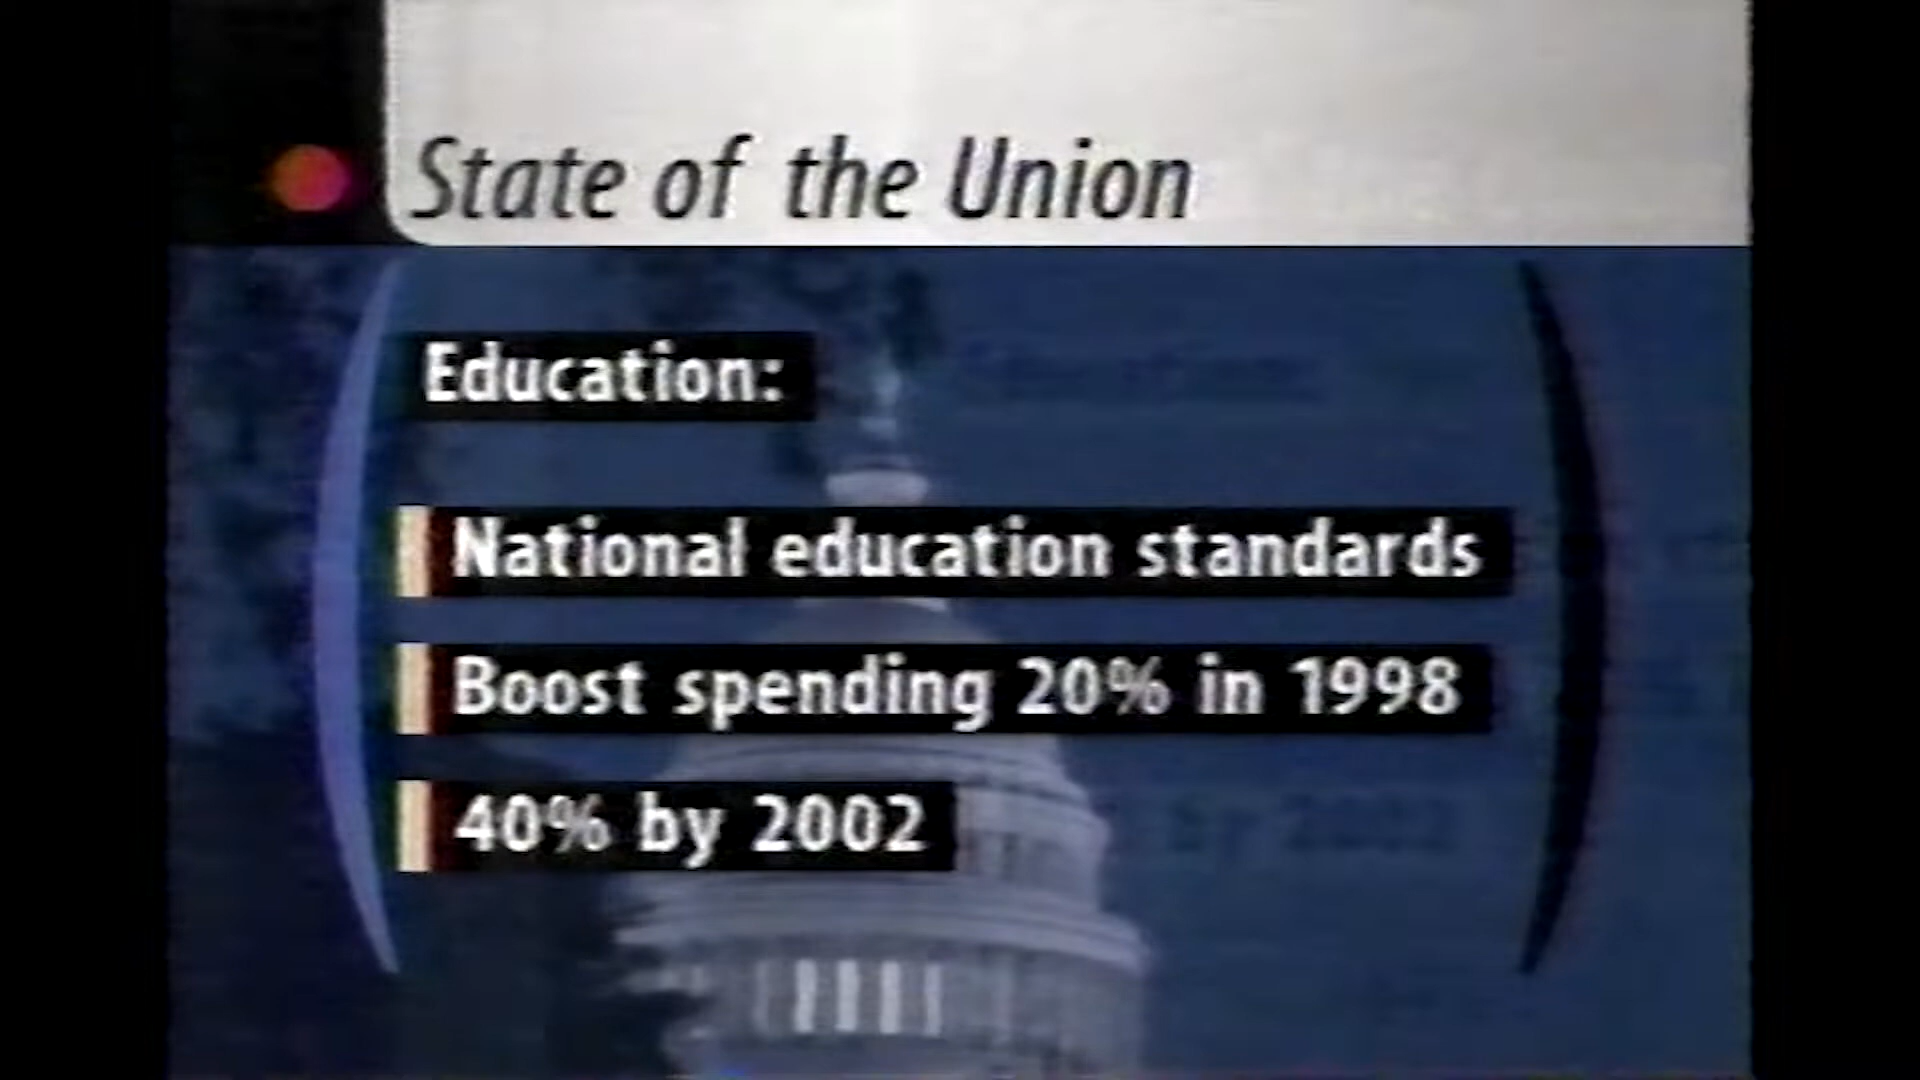 State of the Union
Education:
National education standards
Boost spending 20% in 1998
40% by 2002